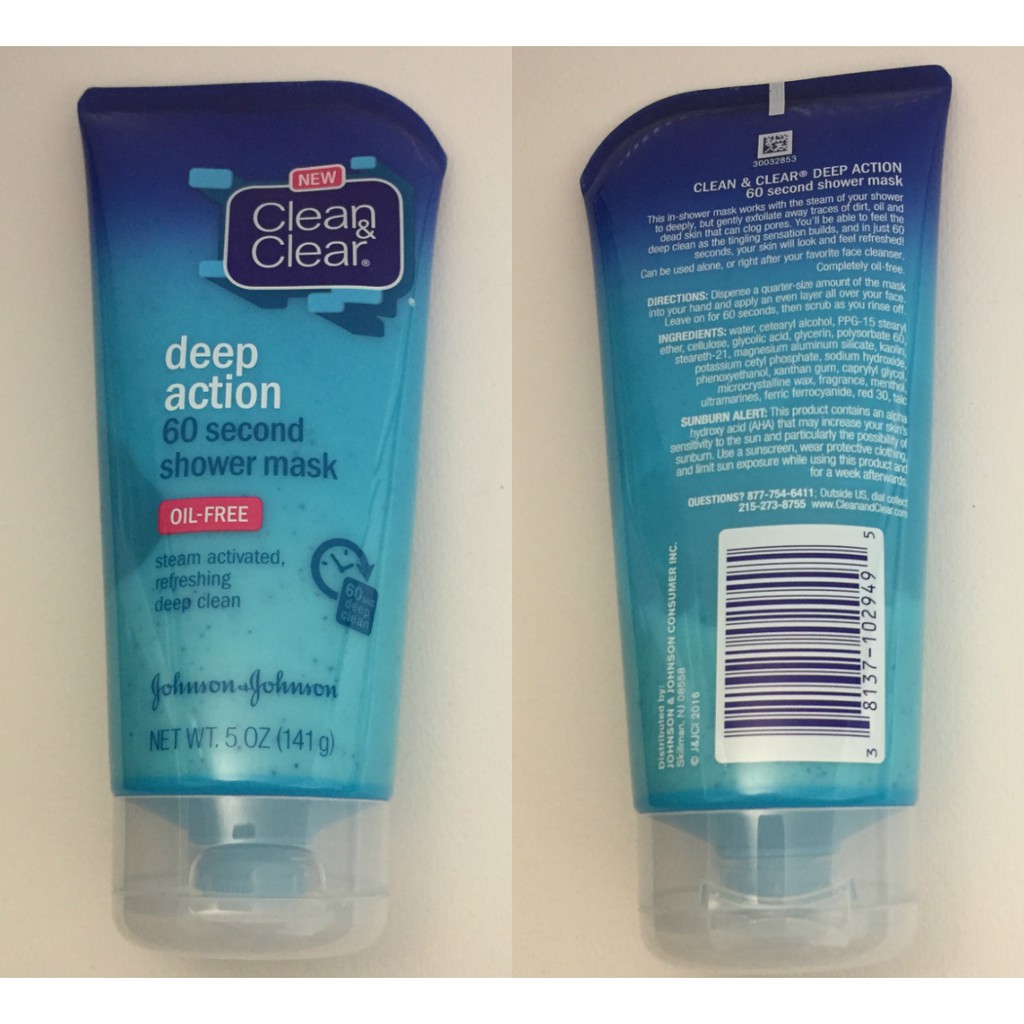 NEW
Clean
&
Clear®
deep
action
60 second
shower mask
OIL-FREE
steam activated,
refreshing
deep clean
60 sec
deep
clean
Johnson & Johnson
NET WT. 5 OZ (141 g)
30032853
CLEAN & CLEAR® DEEP ACTION
60 second shower mask
This in-shower mask works with the steam of your shower
to deeply, but gently exfoliate away traces of dirt, oil and
dead skin that can clog pores. You'll be able to feel the
deep clean as the tingling sensation builds, and in just 60
seconds, your skin will look and feel refreshed!
Can be used alone, or right after your favorite face cleanser.
Completely oil-free.
DIRECTIONS: Dispense a quarter-size amount of the mask
into your hand and apply an even layer all over your face.
Leave on for 60 seconds, then scrub as you rinse off.
INGREDIENTS: water, cetearyl alcohol, PPG-15 stearyl
ether, cellulose, glycolic acid, glycerin, polysorbate 60,
steareth-21, magnesium aluminum silicate, kaolin,
potassium cetyl phosphate, sodium hydroxide,
phenoxyethanol, xanthan gum, caprylyl glycol,
microcrystalline wax, fragrance, menthol,
ultramarines, ferric ferrocyanide, red 30, talc
SUNBURN ALERT: This product contains an alpha
hydroxy acid (AHA) that may increase your skin's
sensitivity to the sun and particularly the possibility of
sunburn. Use a sunscreen, wear protective clothing,
and limit sun exposure while using this product and
for a week afterwards.
QUESTIONS? 877-754-6411; Outside US, dial collect
215-273-8755 www.CleanandClear.com
Distributed by:
JOHNSON & JOHNSON CONSUMER INC.
Skillman, NJ 08558
© J&JCI 2016
3 8137-102949 5